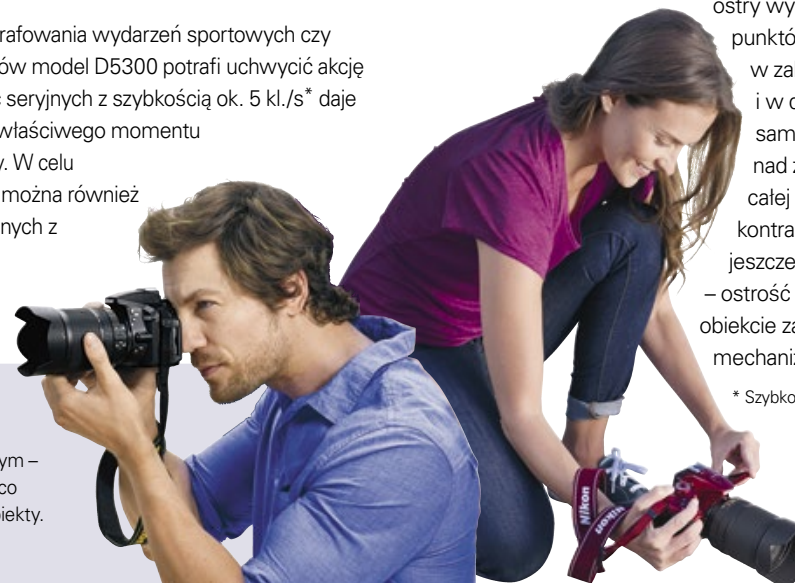 rafowania wydarzeń sportowych czy
ów model D5300 potrafi uchwycić akcję
seryjnych z szybkością ok. 5 kl./s* daje
właściwego momentu
y. W celu
można również
nych z
ym –
co
iekty.
ostry wy
punktó
w za
i w
sam
nad
całej
kontra
jeszcze
– ostrość
obiekcie za
mechaniz
* Szybko
Nikon
Nikon